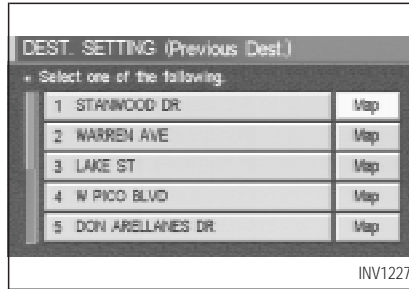 DEST. SETTING (Previous Dest.)
Select one of the following.
1 STANWOOD DR Map
2 WARREN AVE Map
3 LAKE ST Map
4 W PICO BLVD Map
5 DON ARELLANES DR Map
INV1227